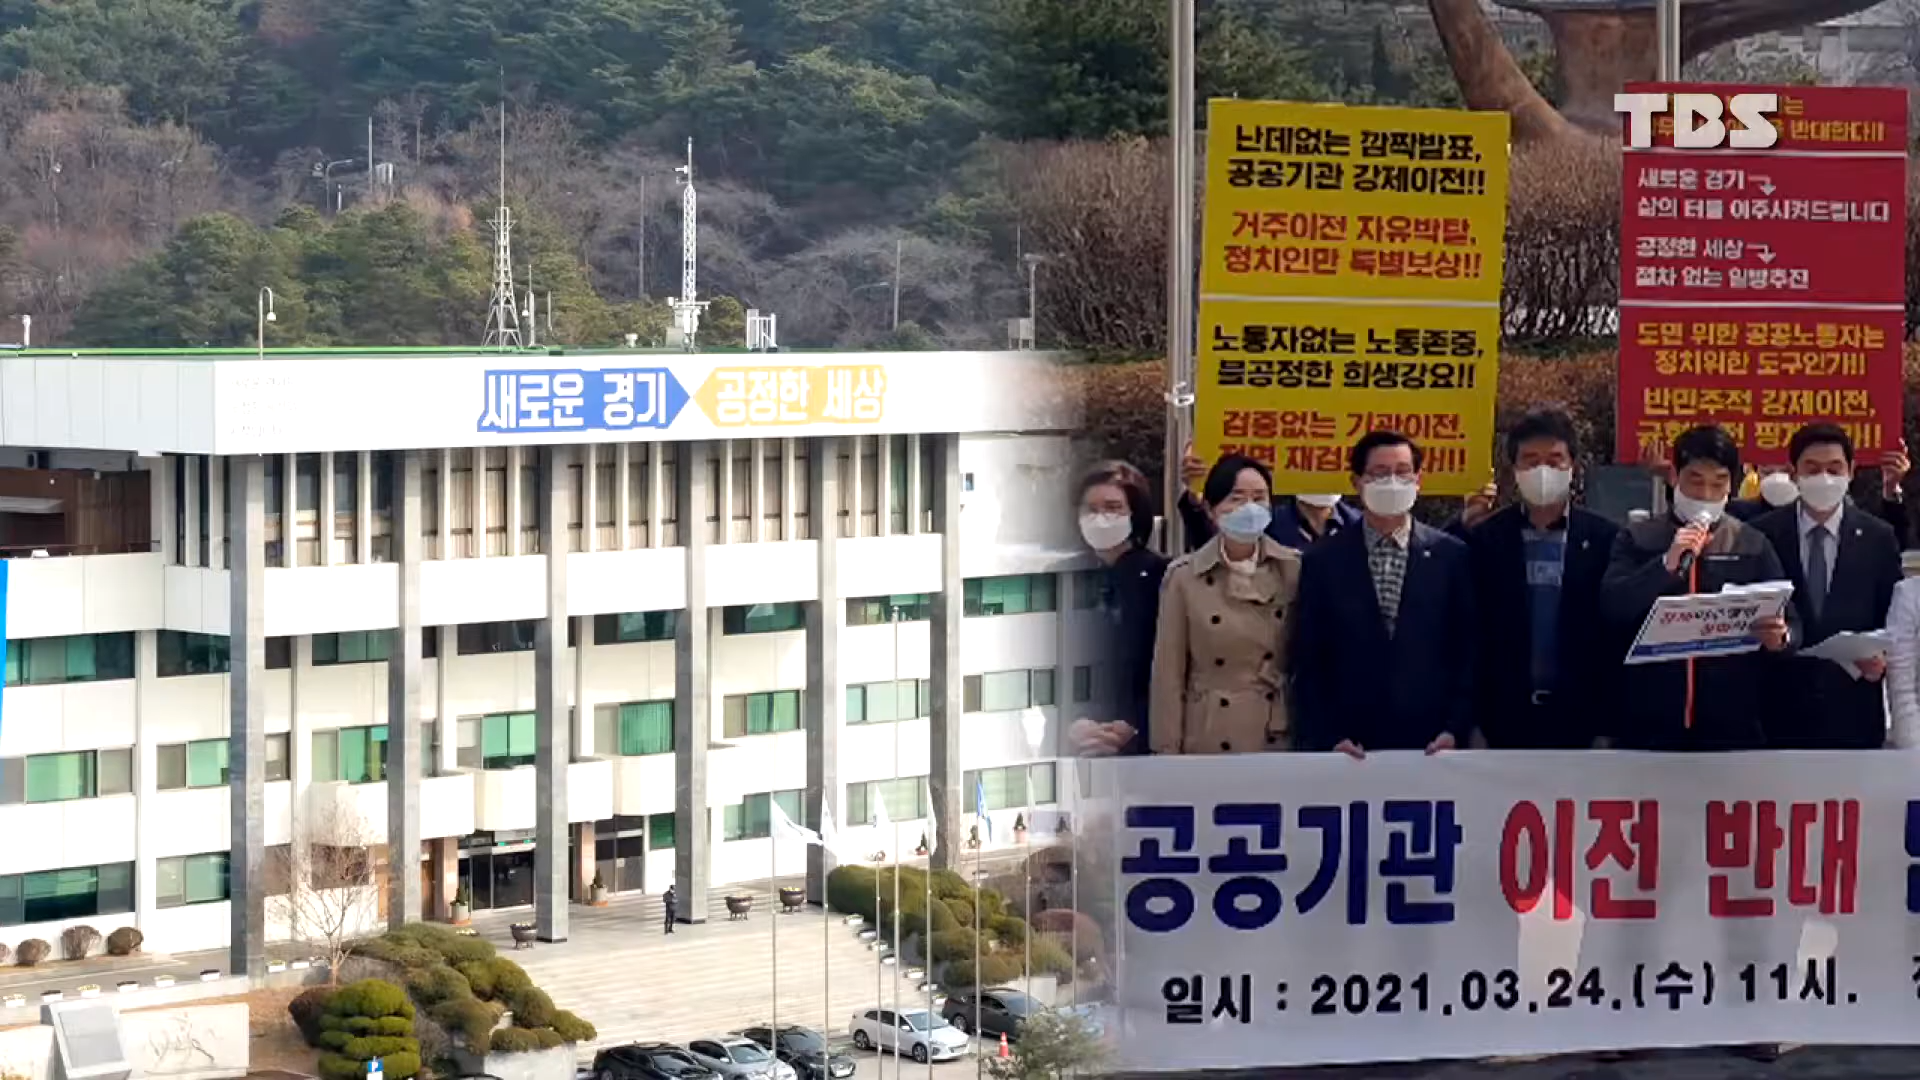 새로운 경기 공정한 세상
TBS
난데없는 깜짝발표,
공공기관 강제이전!!
거주이전 자유박탈,
정치인만 특별보상!!
노동자없는 노동존중,
불공정한 희생강요!!
검증없는 기관이전.
재검
반대한다!!
새로운 경기
삶의 터를 이주시켜드립니다
공정현 세상
절차 없는 일방추진
도민 위한 공공노동자는
정치위한 도구인가!!
반민주적 강제이전,
공공기관 이전 반대
일시 : 2021.03.24.(수) 11시.